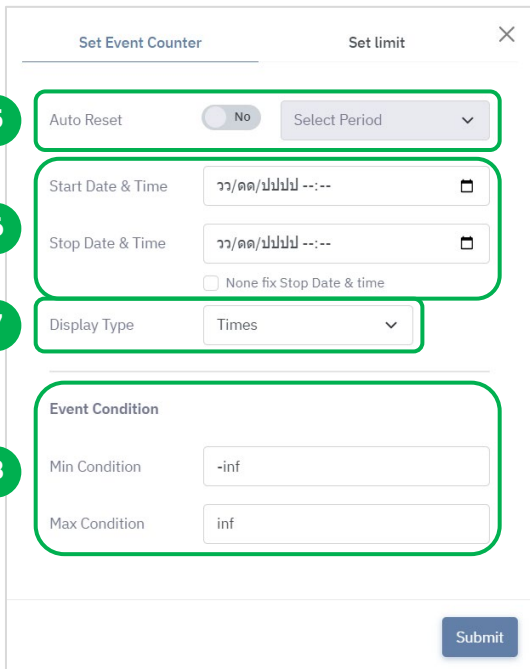 Set Event Counter Set limit
Auto Reset No Select Period
Start Date & Time วว/ดด/ปปปป --:--
Stop Date & Time วว/ดด/ปปปป --:--
None fix Stop Date & time
Display Type Times
Event Condition
Min Condition -inf
Max Condition inf
Submit